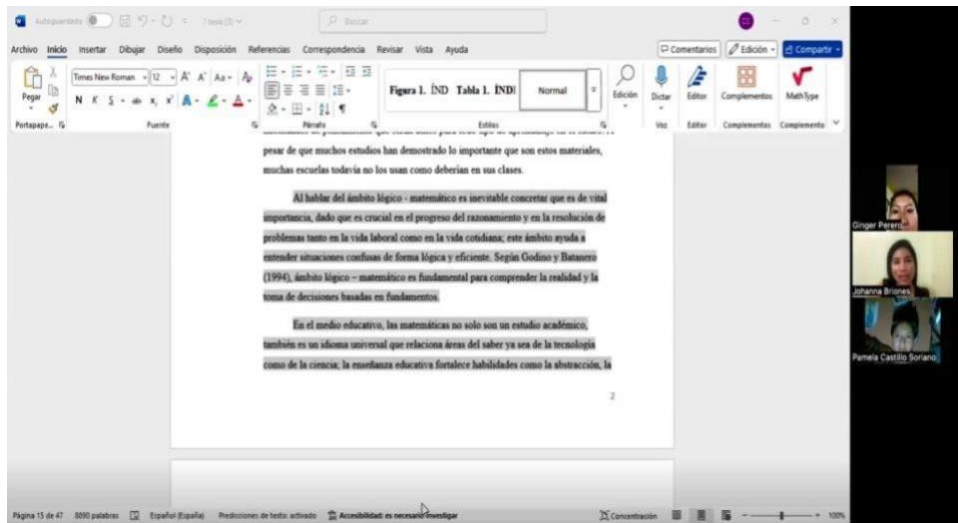 Autoguardado
Buscar
Archivo Inicio Insertar Dibujar Diseño Disposición Referencias Correspondencia Revisar Vista Ayuda
Comentarios Edición Compartir
Pegar
Times New Roman 12
Figura 1. ÍND Tabla 1. ÍNDI Normal
Edición
Dictar
Editor
Complementos
MathType
Portapape... Fuente Párrafo Estilos Voz Editor Complementos Complemento
pesar de que muchos estudios han demostrado lo importante que son estos materiales,
muchas escuelas todavía no los usan como deberían en sus clases.
Al hablar del ámbito lógico - matemático es inevitable concretar que es de vital
importancia, dado que es crucial en el progreso del razonamiento y en la resolución de
problemas tanto en la vida laboral como en la vida cotidiana; este ámbito ayuda a
entender situaciones confusas de forma lógica y eficiente. Según Godino y Batanero
(1994), ámbito lógico – matemático es fundamental para comprender la realidad y la
toma de decisiones basadas en fundamentos.
En el medio educativo, las matemáticas no solo son un estudio académico,
también es un idioma universal que relaciona áreas del saber ya sea de la tecnología
como de la ciencia, la enseñanza educativa fortalece habilidades como la abstracción, la
2
Ginger Perero
Johanna Briones
Pamela Castillo Soriano
Página 15 de 47 8090 palabras Español (España) Predicciones de texto: activado Accesibilidad: es necesario investigar Concentración 100%